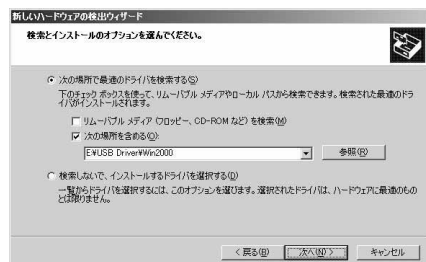 新しいハードウェアの検出ウィザード
検索とインストールのオプションを選んでください。
次の場所で最適のドライバを検索する(S)
下のチェック ボックスを使って、リムーバブル メディアやローカル パスから検索できます。検索された最適のドラ
イバがインストールされます。
リムーバブル メディア (フロッピー、CD-ROM など) を検索(M)
次の場所を含める(O):
E¥USB Driver¥Win2000
参照(R)
検索しないで、インストールするドライバを選択する(D)
一覧からドライバを選択するには、このオプションを選びます。選択されたドライバは、ハードウェアに最適のもの
とは限りません。
< 戻る(B) 次へ(N) > キャンセル